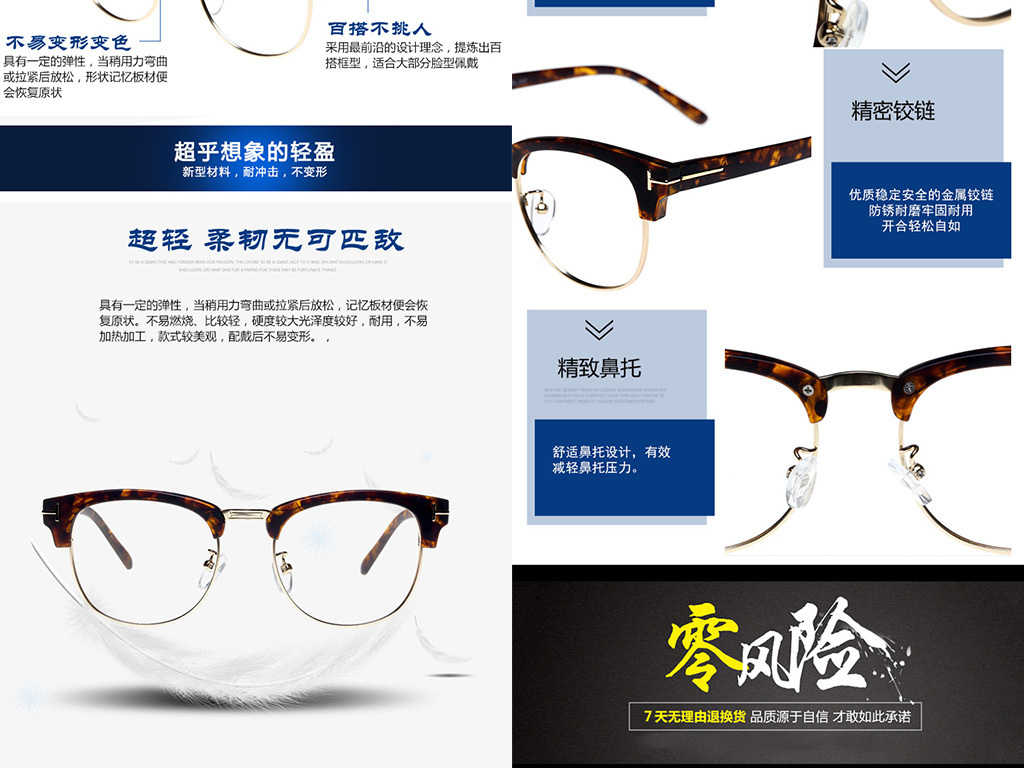 不易变形变色
具有一定的弹性，当稍用力弯曲
或拉紧后放松，形状记忆板材便
会恢复原状
百搭不挑人
采用最前沿的设计理念，提炼出百
搭框型，适合大部分脸型佩戴
超乎想象的轻盈
新型材料，耐冲击，不变形
超轻 柔韧无可匹敌
具有一定的弹性，当稍用力弯曲或拉紧后放松，记忆板材便会恢
复原状。不易燃烧、比较轻，硬度较大光泽度较好，耐用，不易
加热加工，款式较美观，配戴后不易变形。，
精密铰链
优质稳定安全的金属铰链
防锈耐磨牢固耐用
开合轻松自如
精致鼻托
舒适鼻托设计，有效
减轻鼻托压力。
零风险
7天无理由退换货 品质源于自信 才敢如此承诺